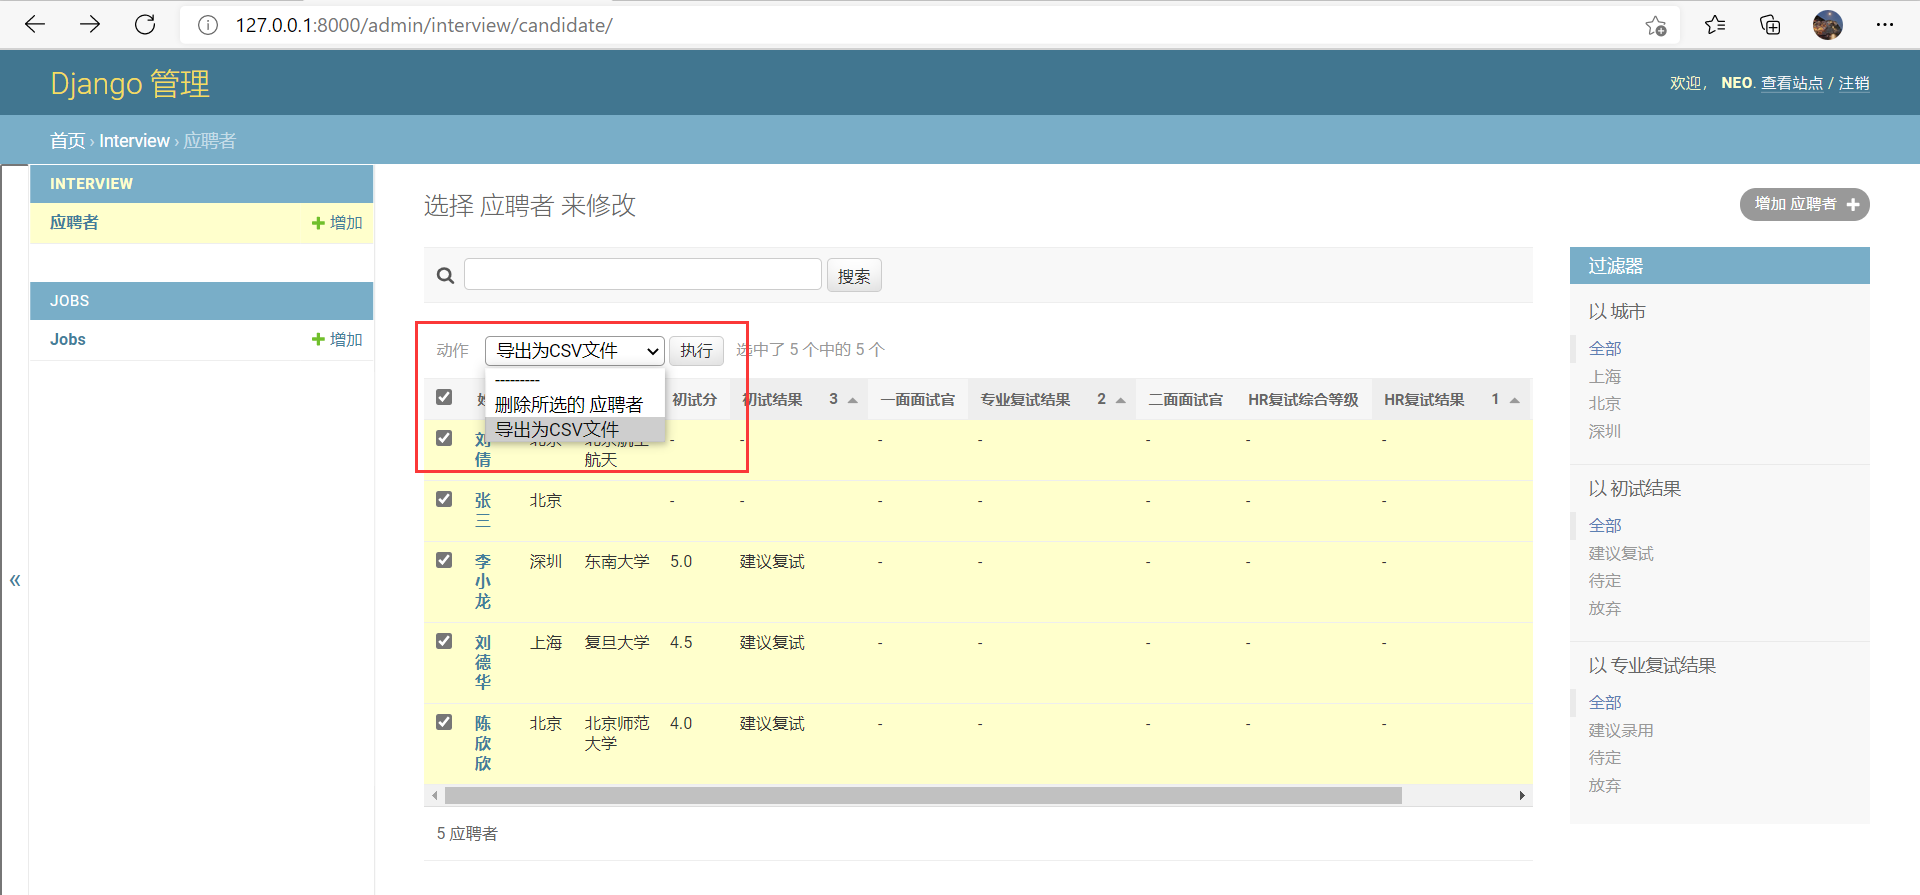 127.0.0.1:8000/admin/interview/candidate/
Django 管理
欢迎， NEO. 查看站点 / 注销
首页 › Interview › 应聘者
INTERVIEW
应聘者 增加
JOBS
Jobs 增加
选择 应聘者 来修改
增加 应聘者
搜索
动作 导出为CSV文件 执行 选中了 5 个中的 5 个
---------
删除所选的 应聘者
导出为CSV文件
初试分 初试结果 3 一面面试官 专业复试结果 2 二面面试官 HR复试综合等级 HR复试结果 1
刘倩 北京 - - - - - - -
航天
张三 北京 - - - - - - -
李小龙 深圳 东南大学 5.0 建议复试 - - - - -
刘德华 上海 复旦大学 4.5 建议复试 - - - - -
陈欣欣 北京 北京师范大学 4.0 建议复试 - - - - -
5 应聘者
过滤器
以 城市
全部
上海
北京
深圳
以 初试结果
全部
建议复试
待定
放弃
以 专业复试结果
全部
建议录用
待定
放弃
«